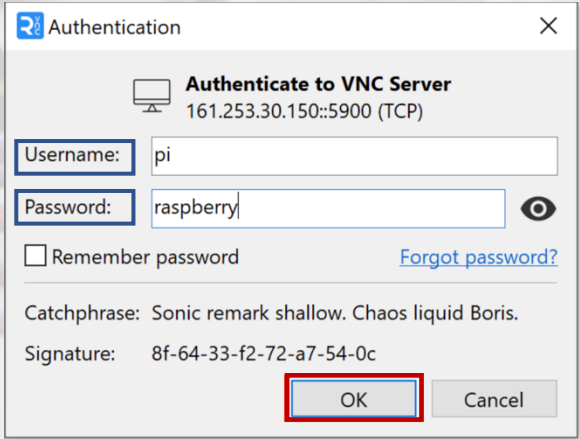 Authentication
Authenticate to VNC Server
161.253.30.150::5900 (TCP)
Username: pi
Password: raspberry
Remember password Forgot password?
Catchphrase: Sonic remark shallow. Chaos liquid Boris.
Signature: 8f-64-33-f2-72-a7-54-0c
OK Cancel